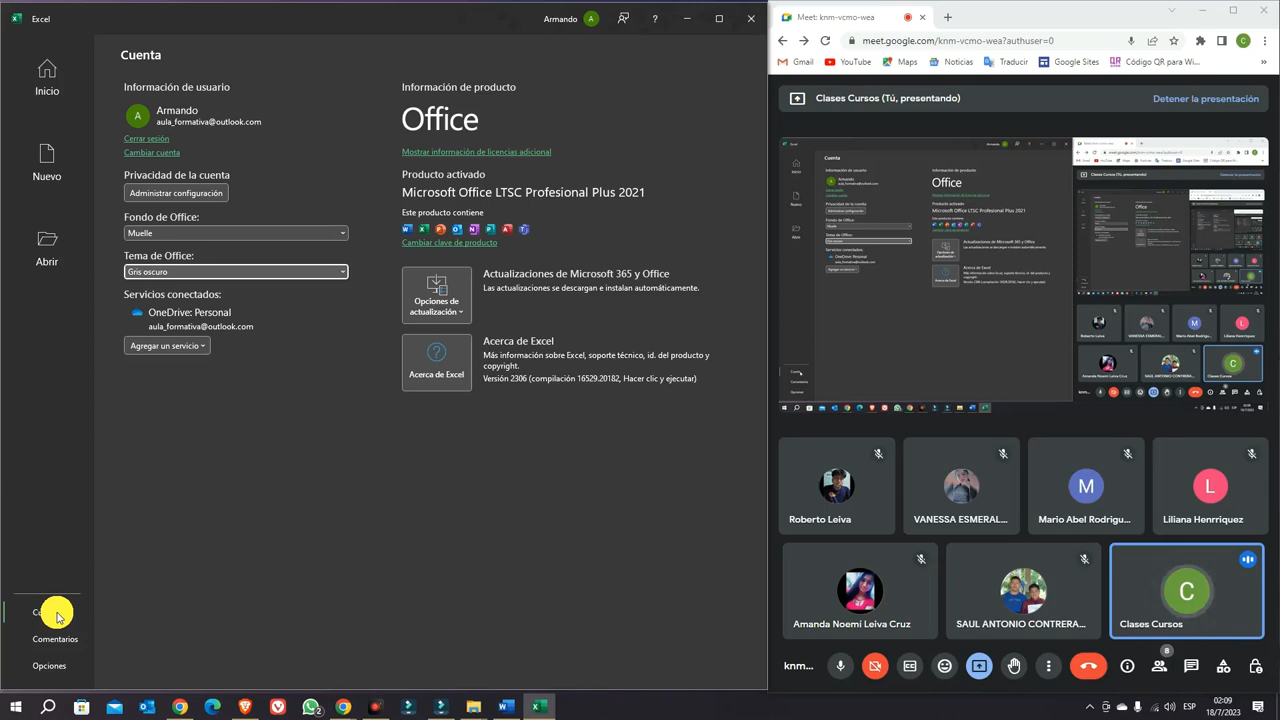 Excel
Armando
A
?
Cuenta
Inicio
Nuevo
Abrir
Información de usuario
A
Armando
aula_formativa@outlook.com
Cerrar sesión
Cambiar cuenta
Privacidad de la cuenta
ministrar configuración
Fondo de Office:
Muelle
Tema de Office:
Gris oscuro
Servicios conectados:
OneDrive: Personal
aula_formativa@outlook.com
Agregar un servicio
Información de producto
Office
Mostrar información de licencias adicional
Producto activado
Microsoft Office LTSC Profesional Plus 2021
Este producto contiene
Cambiar clave de producto
Opciones de
actualización
Actualizaciones de Microsoft 365 y Office
Las actualizaciones se descargan e instalan automáticamente.
Acerca de Excel
Acerca de Excel
Más información sobre Excel, soporte técnico, id. del producto y
copyright.
Versión 2306 (compilación 16529.20182, Hacer clic y ejecutar)
Comentarios
Opciones
Meet: knm-vcmo-wea
meet.google.com/knm-vcmo-wea?authuser=0
C
Gmail
YouTube
Maps
Noticias
Traducir
Google Sites
Código QR para Wi...
»
Clases Cursos (Tú, presentando)
Detener la presentación
Roberto Leiva
VANESSA ESMERAL...
M
Mario Abel Rodrigu...
L
Liliana Henrriquez
Amanda Noemi Leiva Cruz
SAUL ANTONIO CONTRERA...
C
Clases Cursos
knm...
8
2
ESP
02:09
18/7/2023